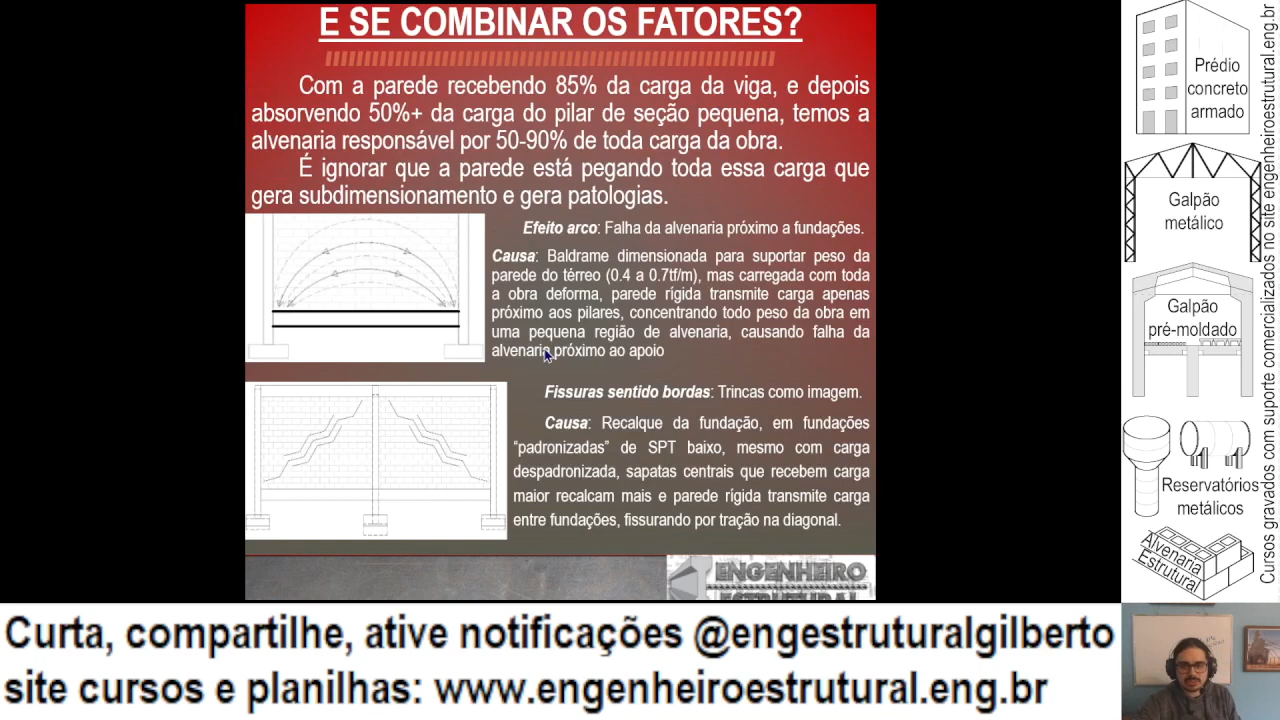 E SE COMBINAR OS FATORES?
Com a parede recebendo 85% da carga da viga, e depois
absorvendo 50%+ da carga do pilar de seção pequena, temos a
alvenaria responsável por 50-90% de toda carga da obra.
É ignorar que a parede está pegando toda essa carga que
gera subdimensionamento e gera patologias.
Efeito arco: Falha da alvenaria próximo a fundações.
Causa: Baldrame dimensionada para suportar peso da
parede do térreo (0.4 a 0.7tf/m), mas carregada com toda
a obra deforma, parede rígida transmite carga apenas
próximo aos pilares, concentrando todo peso da obra em
uma pequena região de alvenaria, causando falha da
alvenaria próximo ao apoio
Fissuras sentido bordas: Trincas como imagem.
Causa: Recalque da fundação, em fundações
“padronizadas” de SPT baixo, mesmo com carga
despadronizada, sapatas centrais que recebem carga
maior recalcam mais e parede rígida transmite carga
entre fundações, fissurando por tração na diagonal.
ENGENHEIRO
ESTRUTURAL
Prédio
concreto
armado
Galpão
metálico
Galpão
pré-moldado
Reservatórios
metálicos
Alvenaria
Estrutural
Cursos gravados com suporte comercializados no site engenheiroestrutural.eng.br
Curta, compartilhe, ative notificações @engestruturalgilberto
site cursos e planilhas: www.engenheiroestrutural.eng.br